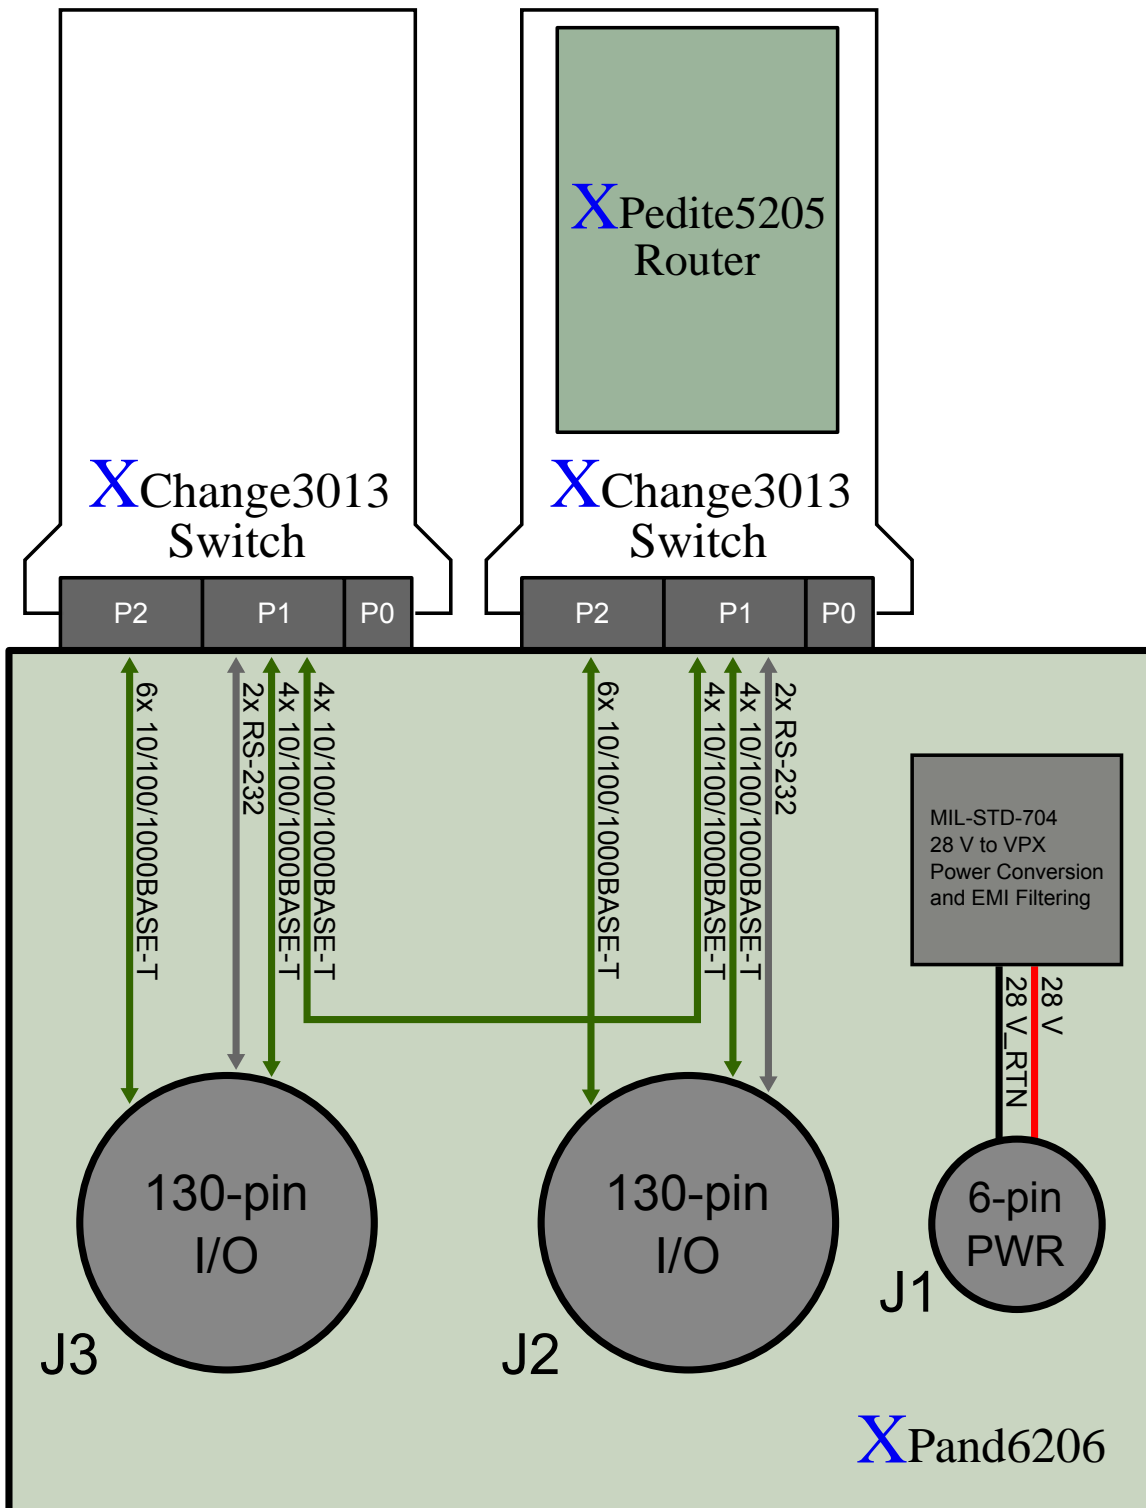 XPedite5205
Router
XChange3013
Switch
XChange3013
Switch
P2
P1
P0
P2
P1
P0
6x 10/100/1000BASE-T
2x RS-232
4x 10/100/1000BASE-T
4x 10/100/1000BASE-T
6x 10/100/1000BASE-T
4x 10/100/1000BASE-T
4x 10/100/1000BASE-T
2x RS-232
MIL-STD-704
28 V to VPX
Power Conversion
and EMI Filtering
28 V_RTN
28 V
130-pin
I/O
J3
130-pin
I/O
J2
6-pin
PWR
J1
XPand6206